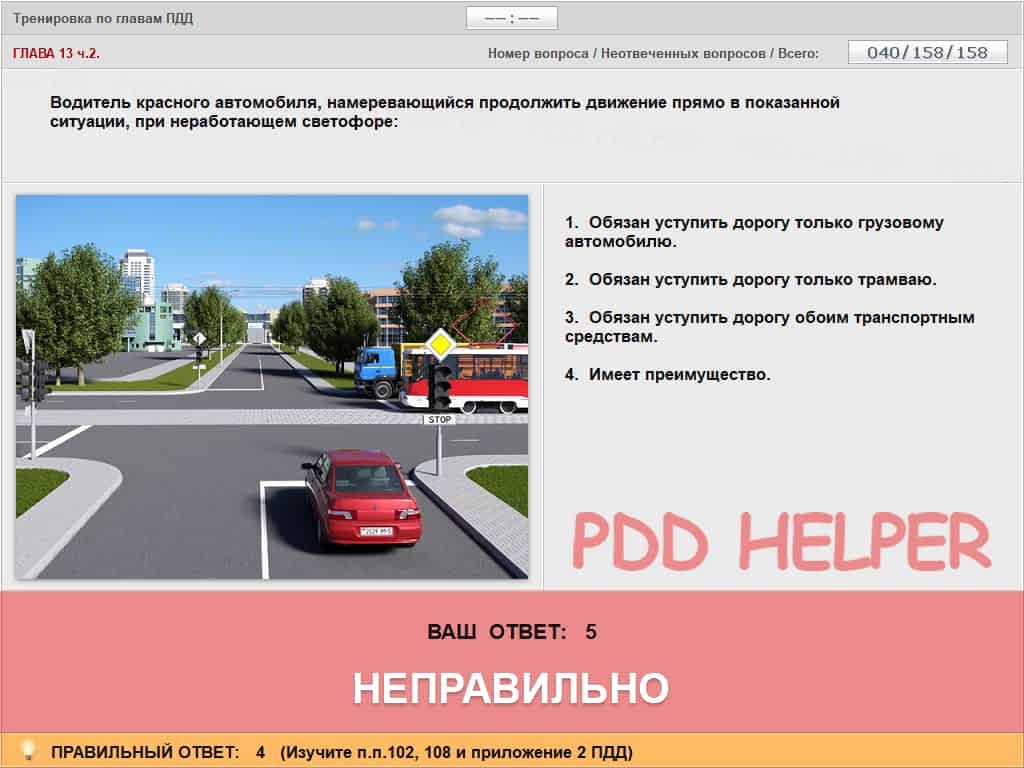 Тренировка по главам ПДД
—— : ——
ГЛАВА 13 ч.2.
Номер вопроса / Неотвеченных вопросов / Всего:
040/158/158
Водитель красного автомобиля, намеревающийся продолжить движение прямо в показанной
ситуации, при неработающем светофоре:
1. Обязан уступить дорогу только грузовому
автомобилю.
2. Обязан уступить дорогу только трамваю.
3. Обязан уступить дорогу обоим транспортным
средствам.
4. Имеет преимущество.
STOP
PDD HELPER
ВАШ ОТВЕТ: 5
НЕПРАВИЛЬНО
ПРАВИЛЬНЫЙ ОТВЕТ: 4 (Изучите п.п.102, 108 и приложение 2 ПДД)